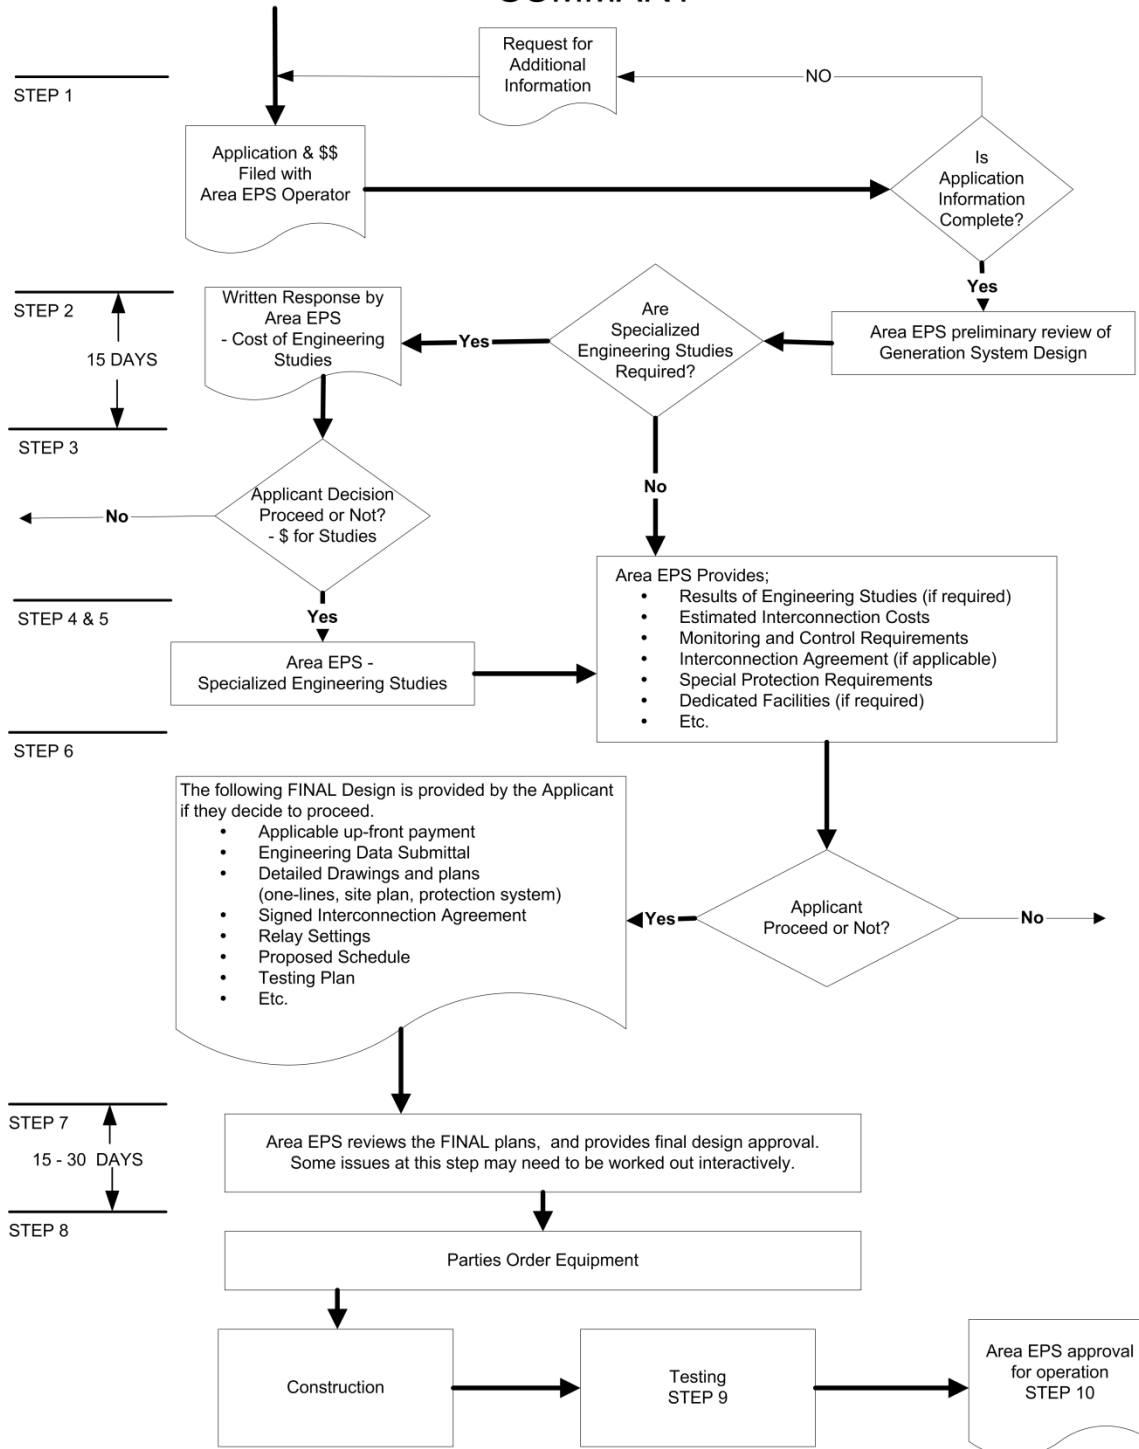 SUMMARY
Request for
Additional
Information
NO
STEP 1
Application & $$
Filed with
Area EPS Operator
Is
Application
Information
Complete?
Yes
STEP 2
15 DAYS
Written Response by
Area EPS
- Cost of Engineering
Studies
Yes
Are
Specialized
Engineering Studies
Required?
Area EPS preliminary review of
Generation System Design
STEP 3
No
Applicant Decision
Proceed or Not?
- $ for Studies
No
Yes
STEP 4 & 5
Area EPS -
Specialized Engineering Studies
Area EPS Provides;
• Results of Engineering Studies (if required)
• Estimated Interconnection Costs
• Monitoring and Control Requirements
• Interconnection Agreement (if applicable)
• Special Protection Requirements
• Dedicated Facilities (if required)
• Etc.
STEP 6
The following FINAL Design is provided by the Applicant
if they decide to proceed.
• Applicable up-front payment
• Engineering Data Submittal
• Detailed Drawings and plans
(one-lines, site plan, protection system)
• Signed Interconnection Agreement
• Relay Settings
• Proposed Schedule
• Testing Plan
• Etc.
Yes
Applicant
Proceed or Not?
No
STEP 7
15 - 30 DAYS
Area EPS reviews the FINAL plans, and provides final design approval.
Some issues at this step may need to be worked out interactively.
STEP 8
Parties Order Equipment
Construction
Testing
STEP 9
Area EPS approval
for operation
STEP 10